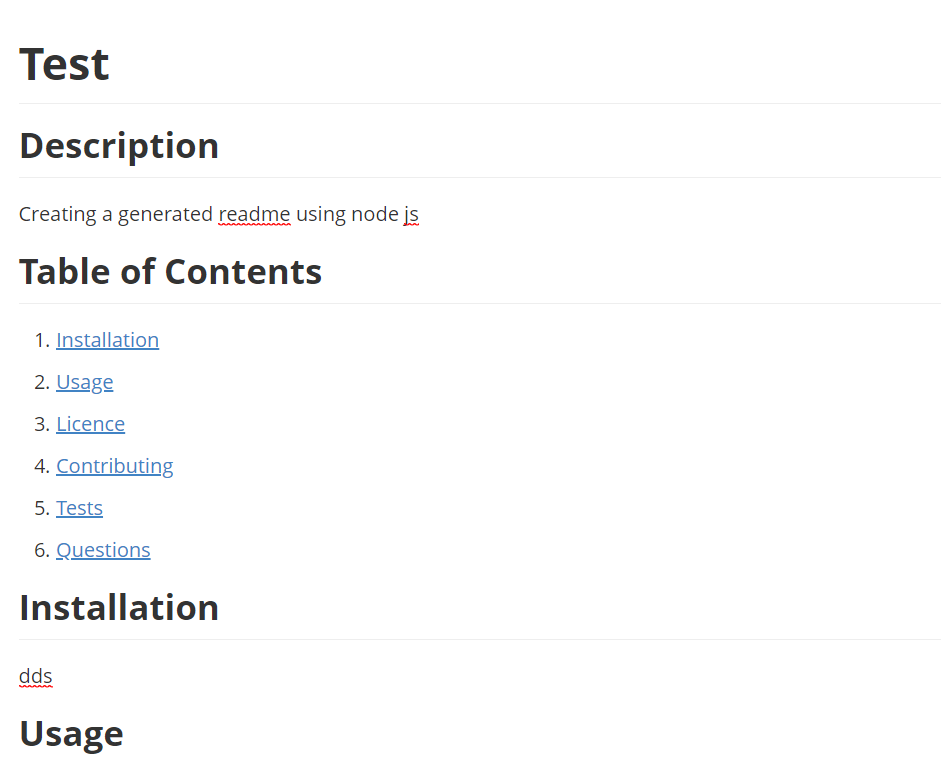 Test
Description
Creating a generated readme using node js
Table of Contents
1. Installation
2. Usage
3. Licence
4. Contributing
5. Tests
6. Questions
Installation
dds
Usage